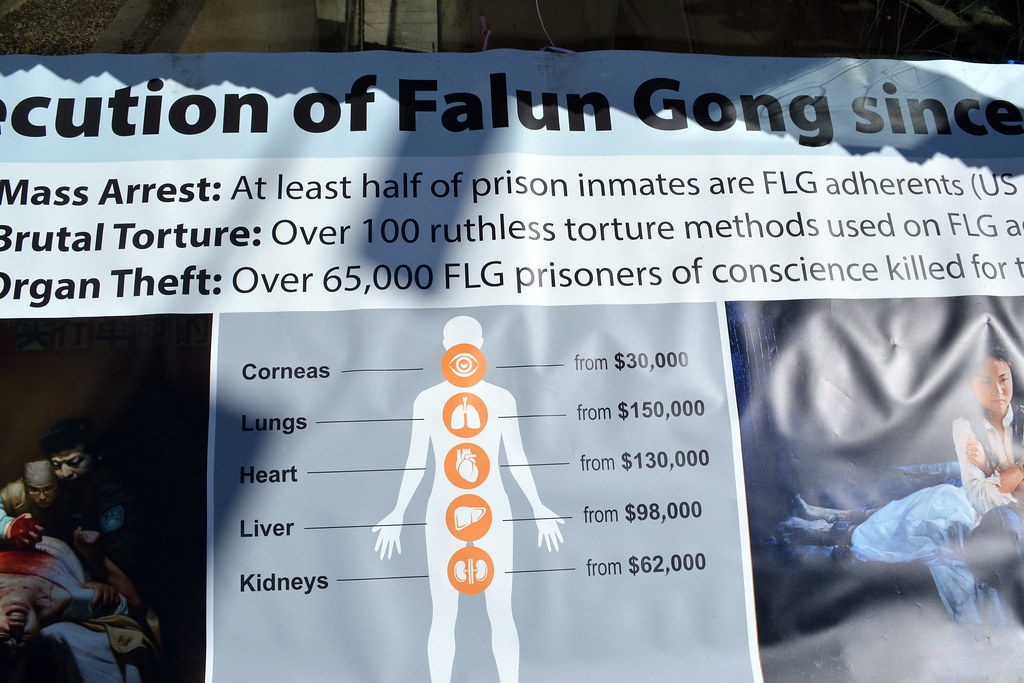 ecution of Falun Gong since
Mass Arrest: At least half of prison inmates are FLG adherents (US
Brutal Torture: Over 100 ruthless torture methods used on FLG a
Organ Theft: Over 65,000 FLG prisoners of conscience killed for t
Corneas from $30,000
Lungs from $150,000
Heart from $130,000
Liver from $98,000
Kidneys from $62,000